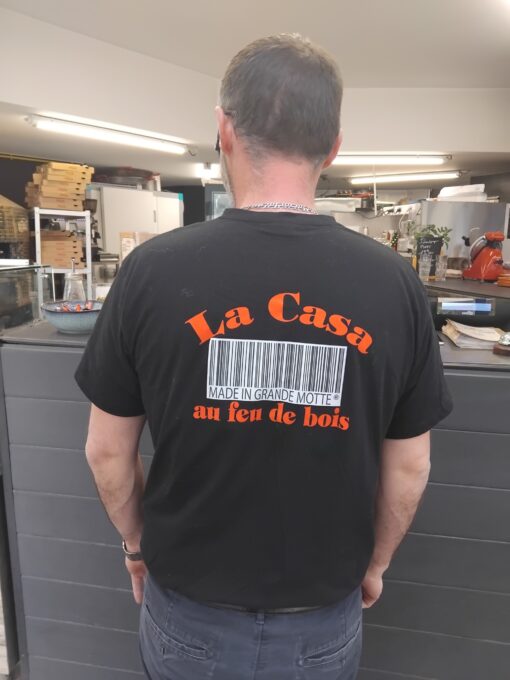 La Casa
MADE IN GRANDE MOTTE®
au feu de bois